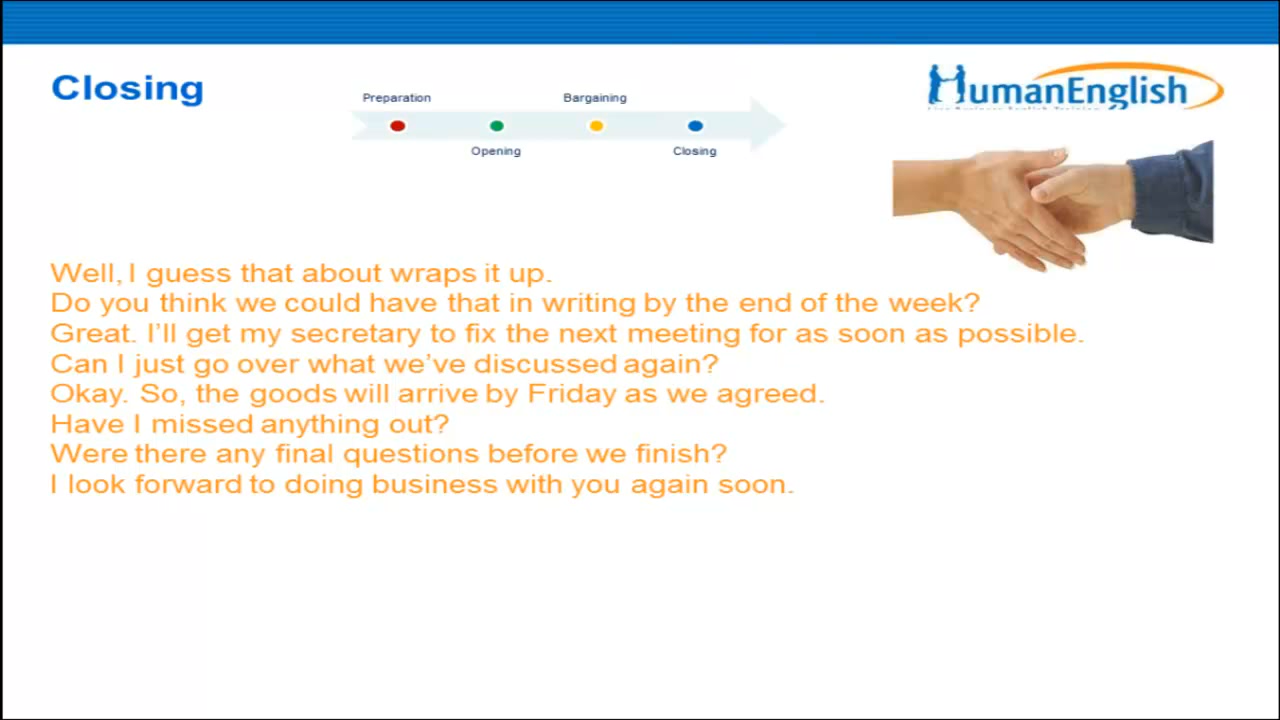 Closing
Preparation
Bargaining
Opening
Closing
HumanEnglish
Well, I guess that about wraps it up.
Do you think we could have that in writing by the end of the week?
Great. I’ll get my secretary to fix the next meeting for as soon as possible.
Can I just go over what we’ve discussed again?
Okay. So, the goods will arrive by Friday as we agreed.
Have I missed anything out?
Were there any final questions before we finish?
I look forward to doing business with you again soon.